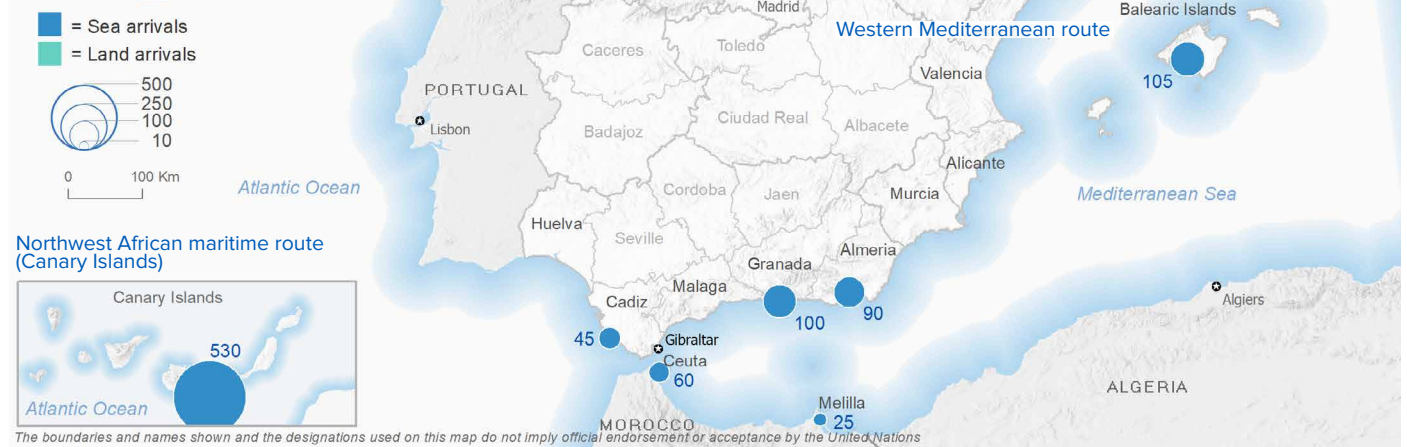 = Sea arrivals
= Land arrivals
500
250
100
10
0 100 Km
Northwest African maritime route
(Canary Islands)
Canary Islands
530
Atlantic Ocean
Atlantic Ocean
PORTUGAL
Lisbon
Madrid
Western Mediterranean route
Balearic Islands
105
Caceres
Toledo
Valencia
Badajoz
Ciudad Real
Albacete
Alicante
Cordoba
Jaen
Murcia
Mediterranean Sea
Huelva
Seville
Almeria
Granada
Malaga
Cadiz
45
100
90
Gibraltar
Ceuta
60
Melilla
25
Algiers
ALGERIA
MOROCCO
The boundaries and names shown and the designations used on this map do not imply official endorsement or acceptance by the United Nations